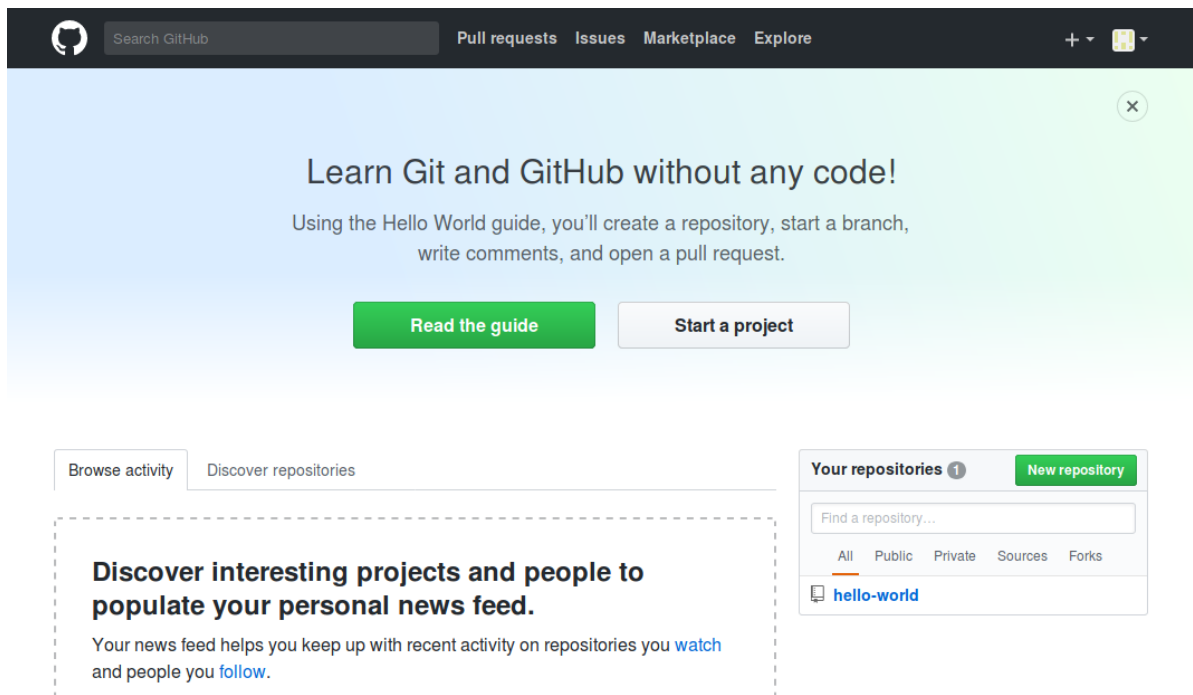 Search GitHub
Pull requests Issues Marketplace Explore
Learn Git and GitHub without any code!
Using the Hello World guide, you’ll create a repository, start a branch,
write comments, and open a pull request.
Read the guide
Start a project
Browse activity
Discover repositories
Discover interesting projects and people to
populate your personal news feed.
Your news feed helps you keep up with recent activity on repositories you watch
and people you follow.
Your repositories 1
New repository
Find a repository…
All Public Private Sources Forks
hello-world